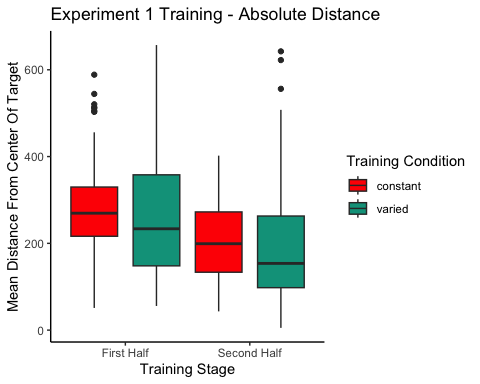 Experiment 1 Training - Absolute Distance
Mean Distance From Center Of Target
600
400
200
0
First Half
Second Half
Training Stage
Training Condition
constant
varied